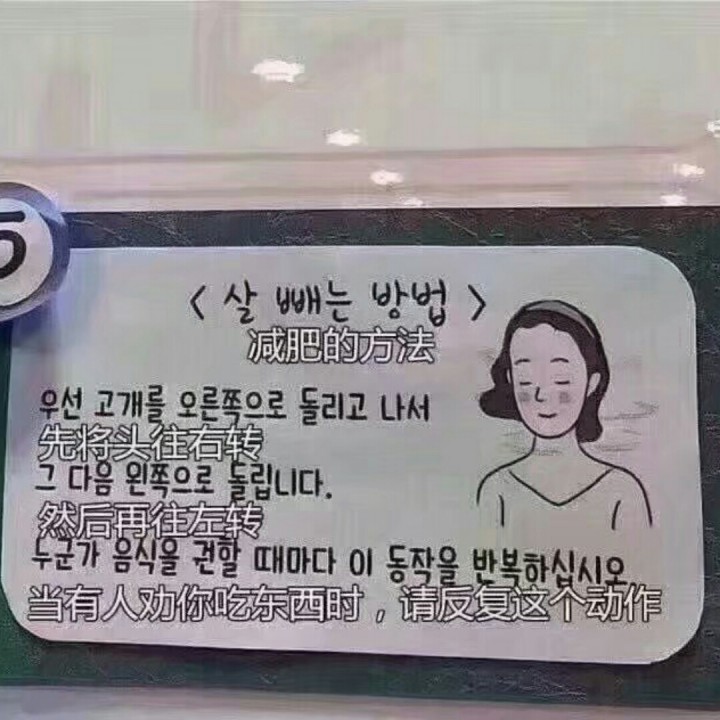 < 살 빼는 방법 >
减肥的方法
우선 고개를 오른쪽으로 돌리고 나서
先将头往右转
그 다음 왼쪽으로 돌립니다.
然后再往左转
누군가 음식을 권할 때마다 이 동작을 반복하십시오
当有人劝你吃东西时，请反复这个动作